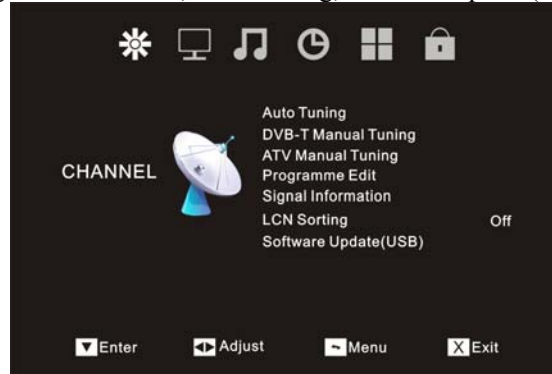 Auto Tuning
DVB-T Manual Tuning
ATV Manual Tuning
CHANNEL
Programme Edit
Signal Information
LCN Sorting Off
Software Update(USB)
Enter Adjust Menu X Exit